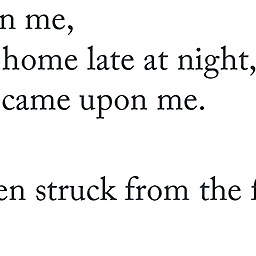 n me,
home late at night,
came upon me.
en struck from the f